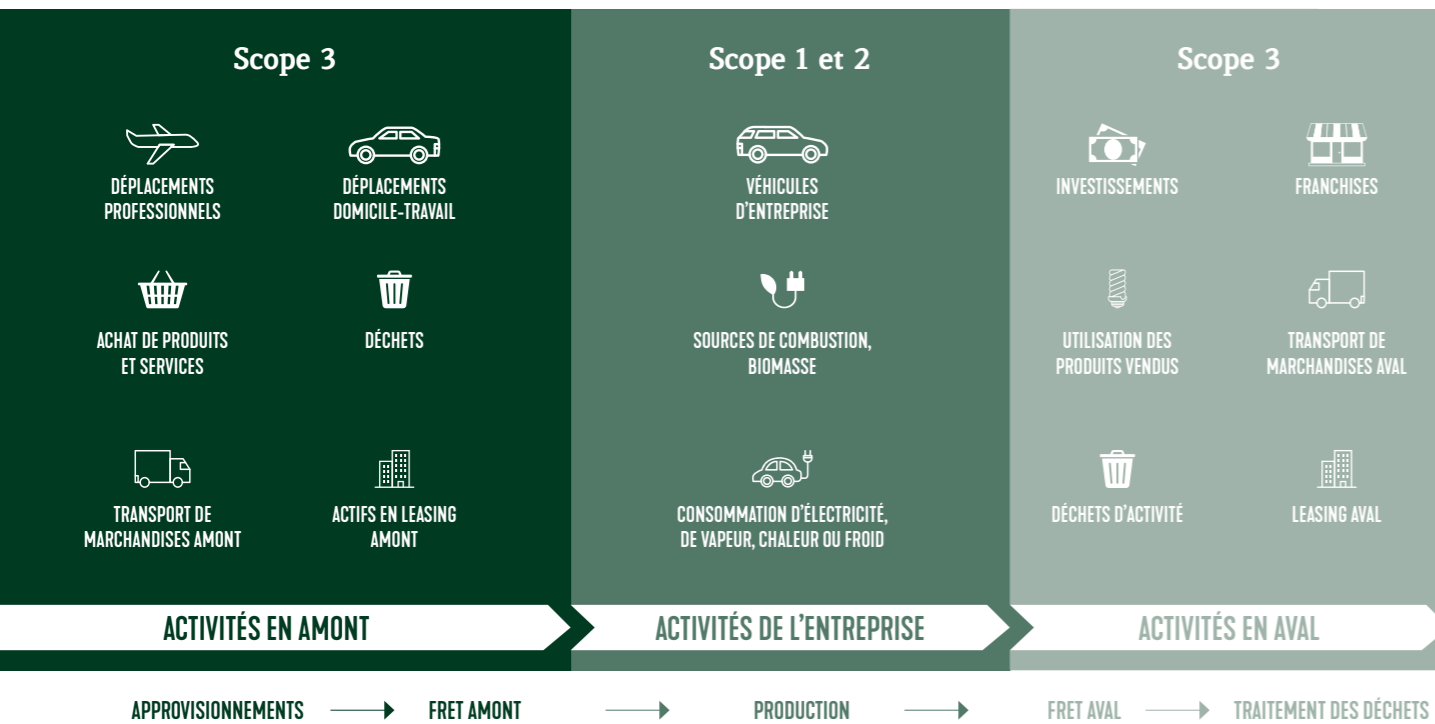 Scope 3
DÉPLACEMENTS
PROFESSIONNELS
DÉPLACEMENTS
DOMICILE-TRAVAIL
ACHAT DE PRODUITS
ET SERVICES
DÉCHETS
TRANSPORT DE
MARCHANDISES AMONT
ACTIFS EN LEASING
AMONT
Scope 1 et 2
VÉHICULES
D'ENTREPRISE
SOURCES DE COMBUSTION,
BIOMASSE
CONSOMMATION D'ÉLECTRICITÉ,
DE VAPEUR, CHALEUR OU FROID
Scope 3
INVESTISSEMENTS
FRANCHISES
UTILISATION DES
PRODUITS VENDUS
TRANSPORT DE
MARCHANDISES AVAL
DÉCHETS D'ACTIVITÉ
LEASING AVAL
ACTIVITÉS EN AMONT
ACTIVITÉS DE L'ENTREPRISE
ACTIVITÉS EN AVAL
APPROVISIONNEMENTS
FRET AMONT
PRODUCTION
FRET AVAL
TRAITEMENT DES DÉCHETS